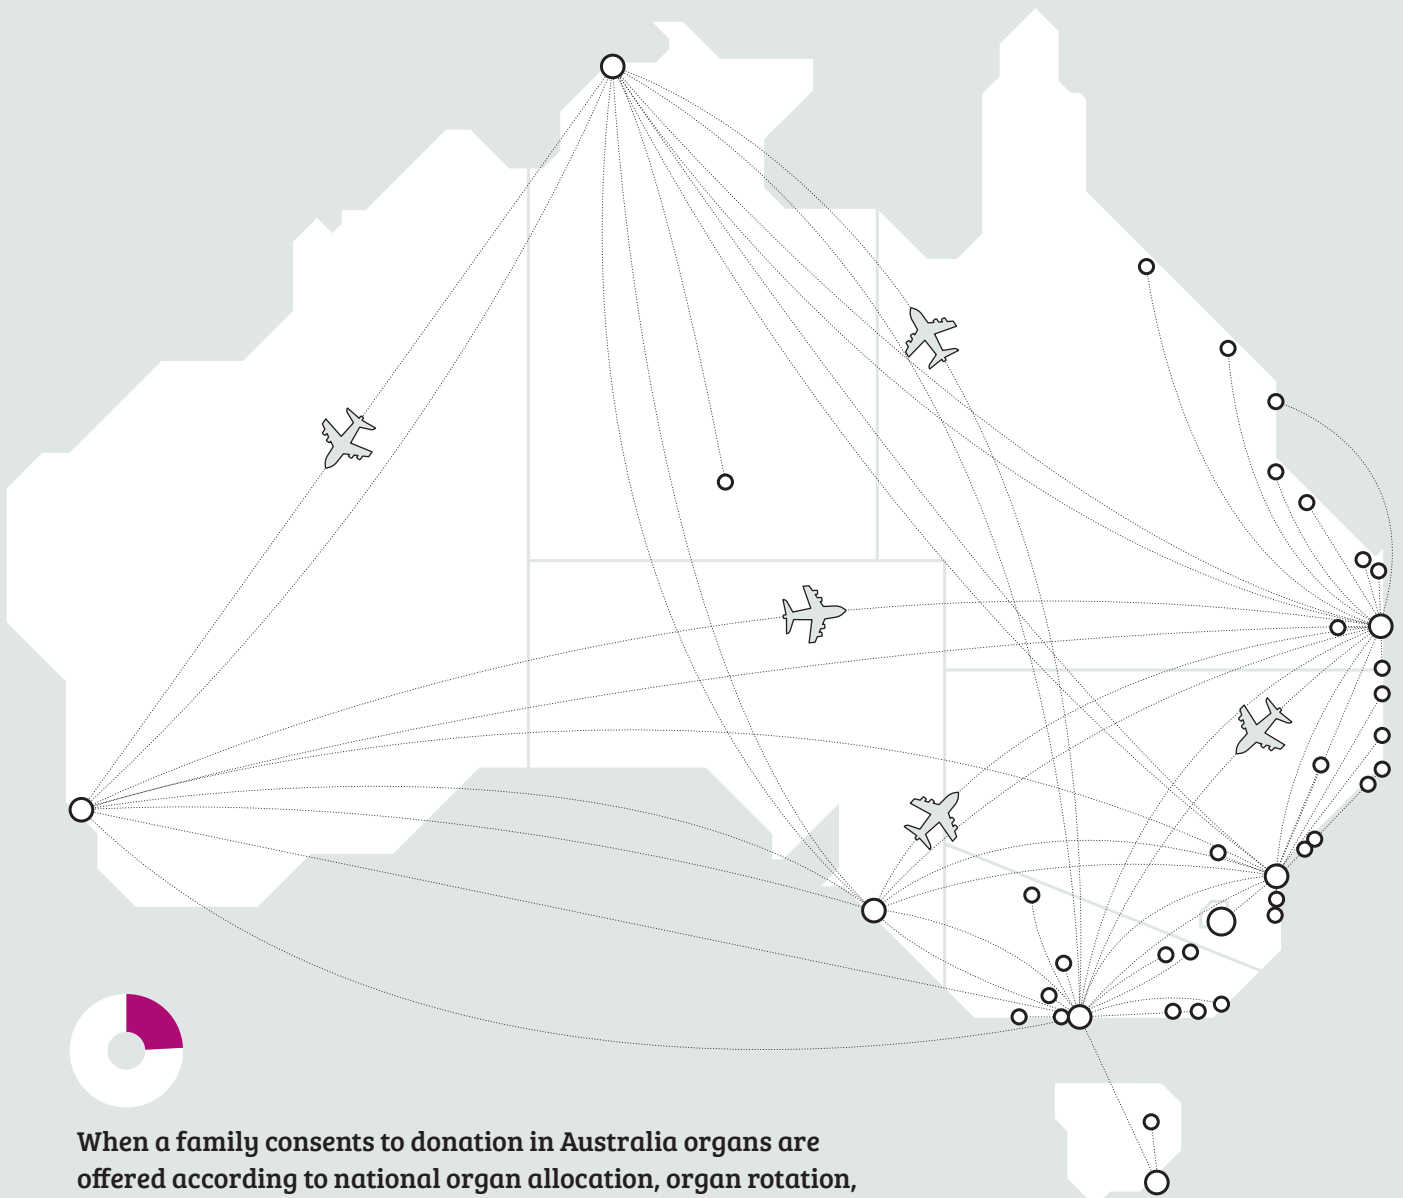 When a family consents to donation in Australia organs are
offered according to national organ allocation, organ rotation,